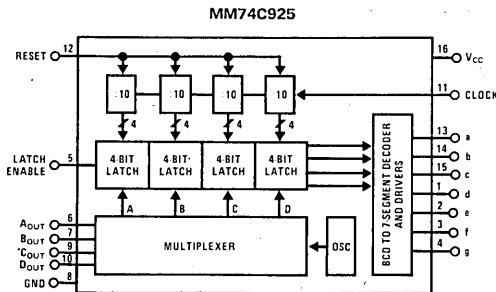 MM74C925
RESET 12
16 VCC
÷10 ÷10 ÷10 ÷10
11 CLOCK
4 4 4 4
LATCH ENABLE 5
4-BIT LATCH 4-BIT LATCH 4-BIT LATCH 4-BIT LATCH
A B C D
BCD TO 7-SEGMENT DECODER AND DRIVERS
13 a
14 b
15 c
1 d
2 e
3 f
4 g
AOUT 6
BOUT 7
COUT 9
DOUT 10
GND 8
MULTIPLEXER
OSC